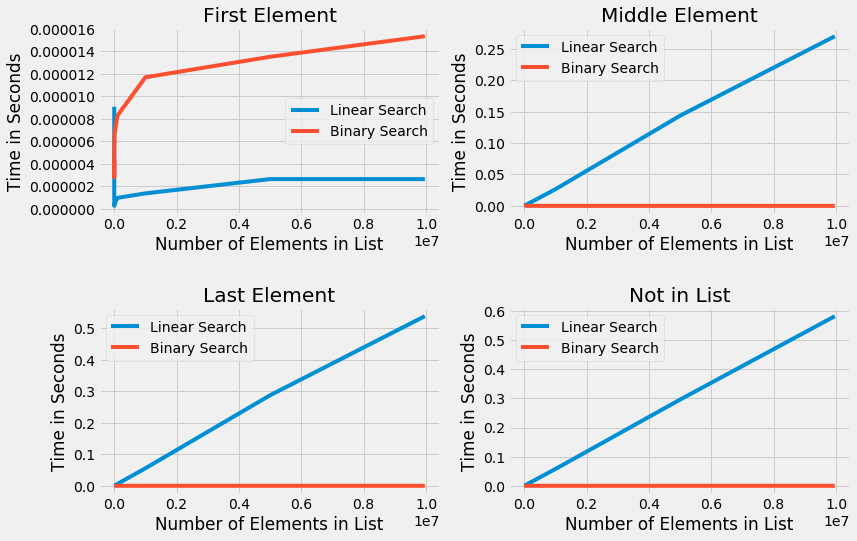 First Element
Time in Seconds
0.000016
0.000014
0.000012
0.000010
0.000008
0.000006
0.000004
0.000002
0.000000
Linear Search
Binary Search
0.0 0.2 0.4 0.6 0.8 1.0
1e7
Number of Elements in List
Middle Element
Time in Seconds
0.25
0.20
0.15
0.10
0.05
0.00
Linear Search
Binary Search
0.0 0.2 0.4 0.6 0.8 1.0
1e7
Number of Elements in List
Last Element
Time in Seconds
0.5
0.4
0.3
0.2
0.1
0.0
Linear Search
Binary Search
0.0 0.2 0.4 0.6 0.8 1.0
1e7
Number of Elements in List
Not in List
Time in Seconds
0.6
0.5
0.4
0.3
0.2
0.1
0.0
Linear Search
Binary Search
0.0 0.2 0.4 0.6 0.8 1.0
1e7
Number of Elements in List